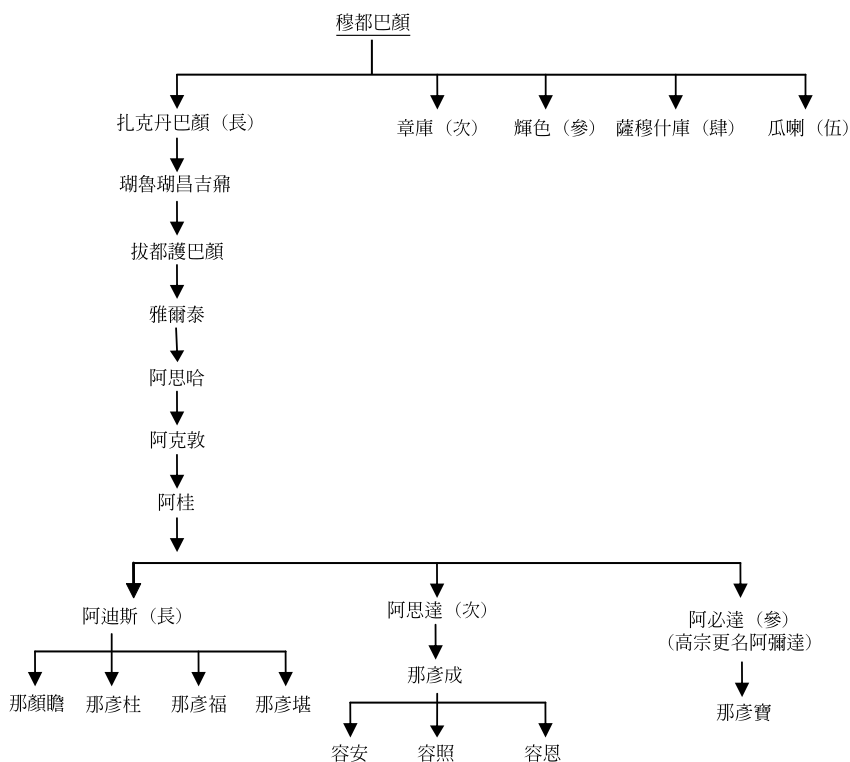 穆都巴顏
扎克丹巴顏（長）
章庫（次）
輝色（參）
薩穆什庫（肆）
瓜喇（伍）
瑚魯瑚昌吉鼐
拔都護巴顏
雅爾泰
阿思哈
阿克敦
阿桂
阿迪斯（長）
阿思達（次）
阿必達（參）
（高宗更名阿彌達）
那顏瞻
那彥柱
那彥福
那彥堪
那彥成
那彥寶
容安
容照
容恩